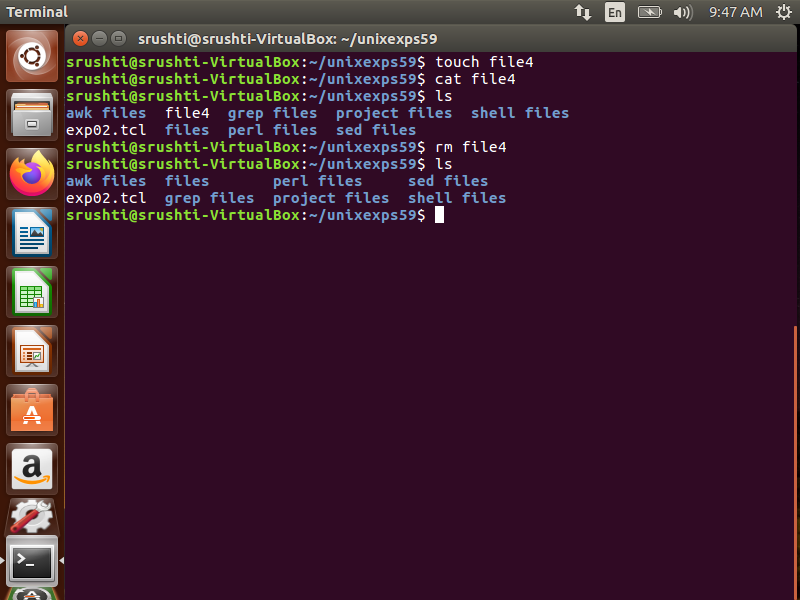 Terminal
En
9:47 AM
srushti@srushti-VirtualBox: ~/unixexps59
srushti@srushti-VirtualBox:~/unixexps59$ touch file4
srushti@srushti-VirtualBox:~/unixexps59$ cat file4
srushti@srushti-VirtualBox:~/unixexps59$ ls
awk files  file4  grep files  project files  shell files
exp02.tcl  files  perl files  sed files
srushti@srushti-VirtualBox:~/unixexps59$ rm file4
srushti@srushti-VirtualBox:~/unixexps59$ ls
awk files  files       perl files     sed files
exp02.tcl  grep files  project files  shell files
srushti@srushti-VirtualBox:~/unixexps59$